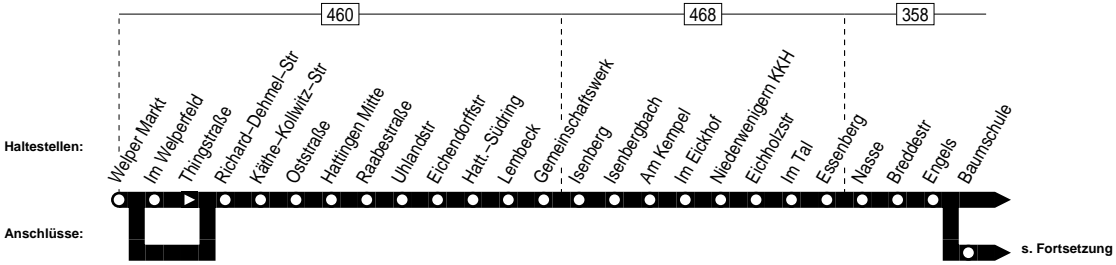 460 468 358
Haltestellen:
Welper Markt
Im Welperfeld
Thingstraße
Richard–Dehmel–Str
Käthe–Kollwitz–Str
Oststraße
Hattingen Mitte
Raabestraße
Uhlandstr
Eichendorffstr
Hatt.–Südring
Lembeck
Gemeinschaftswerk
Isenberg
Isenbergbach
Am Kempel
Im Eickhof
Niederwenigern KKH
Eichholzstr
Im Tal
Essenberg
Nasse
Breddestr
Engels
Baumschule
Anschlüsse:
s. Fortsetzung